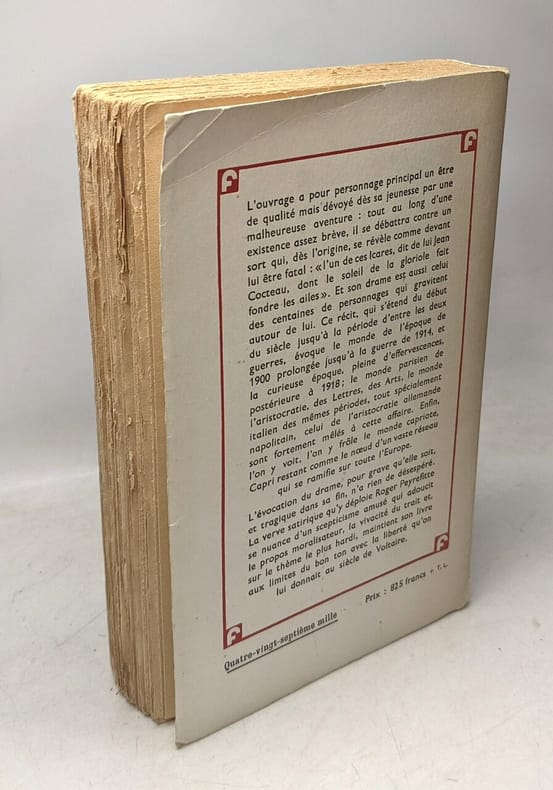 L'ouvrage a pour personnage principal un être
de qualité mais dévoyé dès sa jeunesse par une
malheureuse aventure : tout au long d'une
existence assez brève, il se débattra contre un
sort qui, dès l'origine, se révèle comme devant
lui être fatal : « l'un de ces Icares, dit de lui Jean
Cocteau, dont le soleil de la gloriole fait
fondre les ailes ». Et son drame est aussi celui
des centaines de personnages qui gravitent
autour de lui. Ce récit, qui s'étend du début
du siècle jusqu'à la période d'entre les deux
guerres, évoque le monde de l'époque de
1900 prolongée jusqu'à la guerre de 1914, et
la curieuse époque, pleine d'effervescences,
postérieure à 1918 ; le monde parisien de
l'aristocratie, des Lettres, des Arts, le monde
italien des mêmes périodes, tout spécialement
napolitain, celui de l'aristocratie allemande
sont fortement mêlés à cette affaire. Enfin,
l'on y voit, l'on y frôle le monde capriote,
Capri restant comme le nœud d'un vaste réseau
qui se ramifie sur toute l'Europe.
L'évocation du drame, pour grave qu'elle soit,
et tragique dans sa fin, n'a rien de désespéré.
La verve satirique qu'y déploie Roger Peyrefitte
se nuance d'un scepticisme amusé qui adoucit
le propos moralisateur, la vivacité du trait et,
sur le thème le plus hardi, maintient son livre
aux limites du bon ton avec la liberté qu'on
lui donnait au siècle de Voltaire.
Prix : 825 francs + T. L.
Quatre-vingt-septième mille